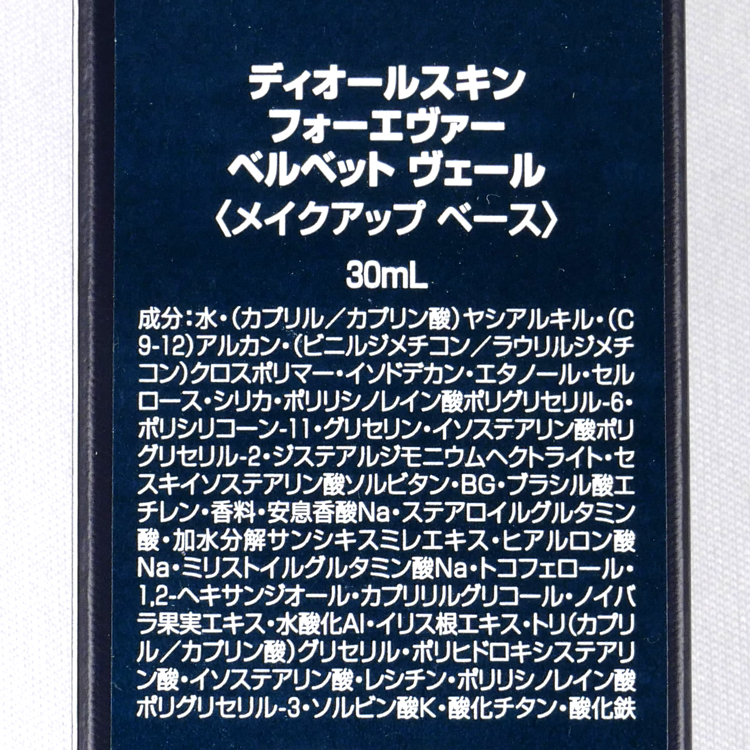 ディオールスキン
フォーエヴァー
ベルベット ヴェール
〈メイクアップ ベース〉
30mL
成分：水・（カプリル／カプリン酸）ヤシアルキル・（C
9-12）アルカン・（ビニルジメチコン／ラウリルジメチ
コン）クロスポリマー・イソドデカン・エタノール・セル
ロース・シリカ・ポリリシノレイン酸ポリグリセリル-6・
ポリシリコーン-11・グリセリン・イソステアリン酸ポリ
グリセリル-2・ジステアルジモニウムヘクトライト・セ
スキイソステアリン酸ソルビタン・BG・ブラシル酸エ
チレン・香料・安息香酸Na・ステアロイルグルタミン
酸・加水分解サンシキスミレエキス・ヒアルロン酸
Na・ミリストイルグルタミン酸Na・トコフェロール・
1,2-ヘキサンジオール・カプリリルグリコール・ノイバ
ラ果実エキス・水酸化Al・イリス根エキス・トリ（カプリ
ル／カプリン酸）グリセリル・ポリヒドロキシステアリ
ン酸・イソステアリン酸・レシチン・ポリリシノレイン酸
ポリグリセリル-3・ソルビン酸K・酸化チタン・酸化鉄